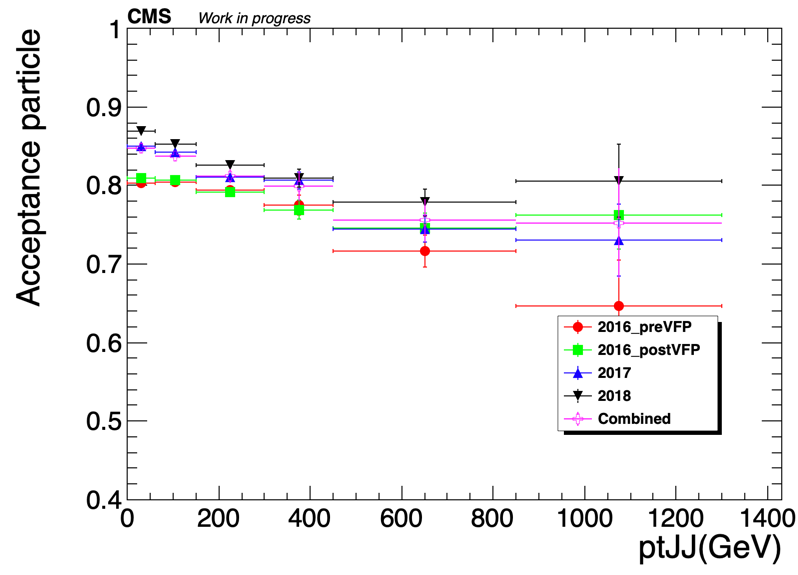 CMS Work in progress
Acceptance particle
1
0.9
0.8
0.7
0.6
0.5
0.4
2016_preVFP
2016_postVFP
2017
2018
Combined
0 200 400 600 800 1000 1200 1400
ptJJ(GeV)